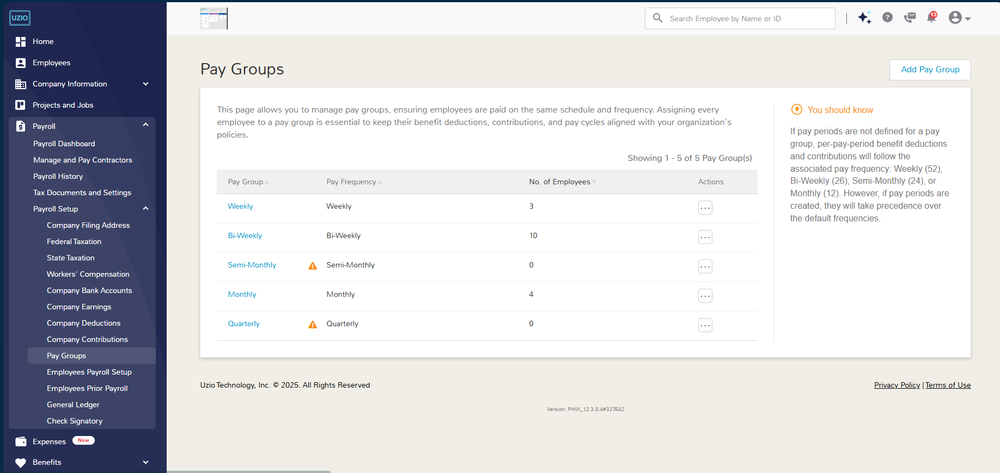 UZIO
Search Employee by Name or ID
?
13
Home
Employees
Company Information
Projects and Jobs
Payroll
Payroll Dashboard
Manage and Pay Contractors
Payroll History
Tax Documents and Settings
Payroll Setup
Company Filing Address
Federal Taxation
State Taxation
Workers' Compensation
Company Bank Accounts
Company Earnings
Company Deductions
Company Contributions
Pay Groups
Employees Payroll Setup
Employees Prior Payroll
General Ledger
Check Signatory
Expenses New
Benefits
Pay Groups
Add Pay Group
This page allows you to manage pay groups, ensuring employees are paid on the same schedule and frequency. Assigning every
employee to a pay group is essential to keep their benefit deductions, contributions, and pay cycles aligned with your organization's
policies.
Showing 1 - 5 of 5 Pay Group(s)
Pay Group Pay Frequency No. of Employees Actions
Weekly Weekly 3 ...
Bi-Weekly Bi-Weekly 10 ...
Semi-Monthly Semi-Monthly 0 ...
Monthly Monthly 4 ...
Quarterly Quarterly 0 ...
You should know
If pay periods are not defined for a pay
group, per-pay-period benefit deductions
and contributions will follow the
associated pay frequency: Weekly (52),
Bi-Weekly (26), Semi-Monthly (24), or
Monthly (12). However, if pay periods are
created, they will take precedence over
the default frequencies.
Uzio Technology, Inc. © 2025. All Rights Reserved
Privacy Policy | Terms of Use
Version: PHIX_12.3.0.4#327642